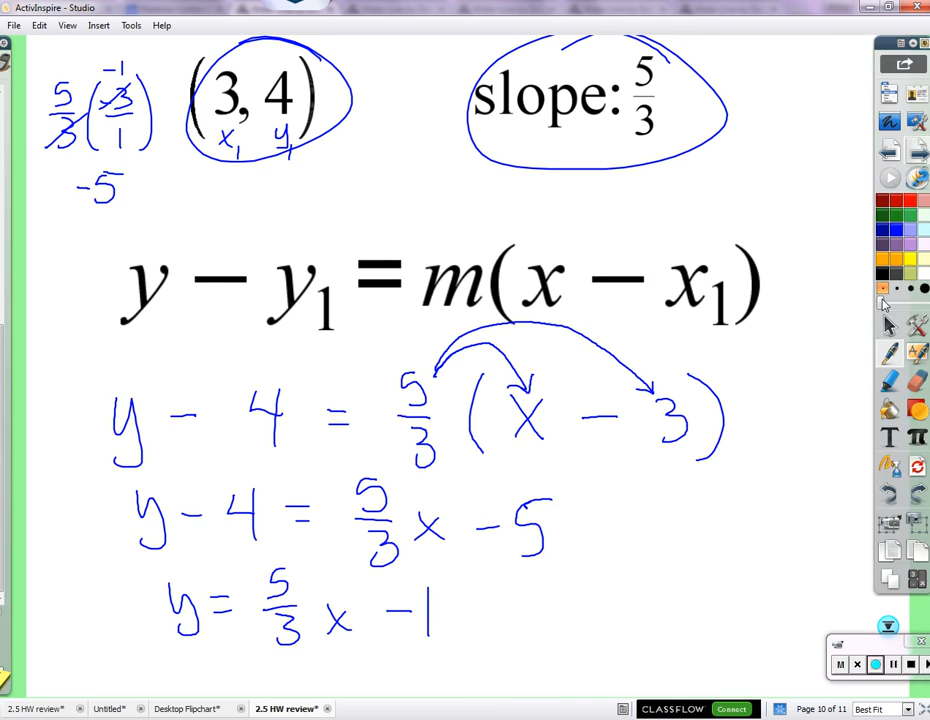 ActivInspire - Studio
File Edit View Insert Tools Help
(3, 4) slope: 5/3
x₁ y₁
5/3 (-3/1) -1
-5
y − y₁ = m(x − x₁)
y - 4 = 5/3 (x - 3)
y - 4 = 5/3 x - 5
y = 5/3 x - 1
M
2.5 HW review* Untitled* Desktop Flipchart* 2.5 HW review* CLASSFLOW Connect Page 10 of 11 Best Fit